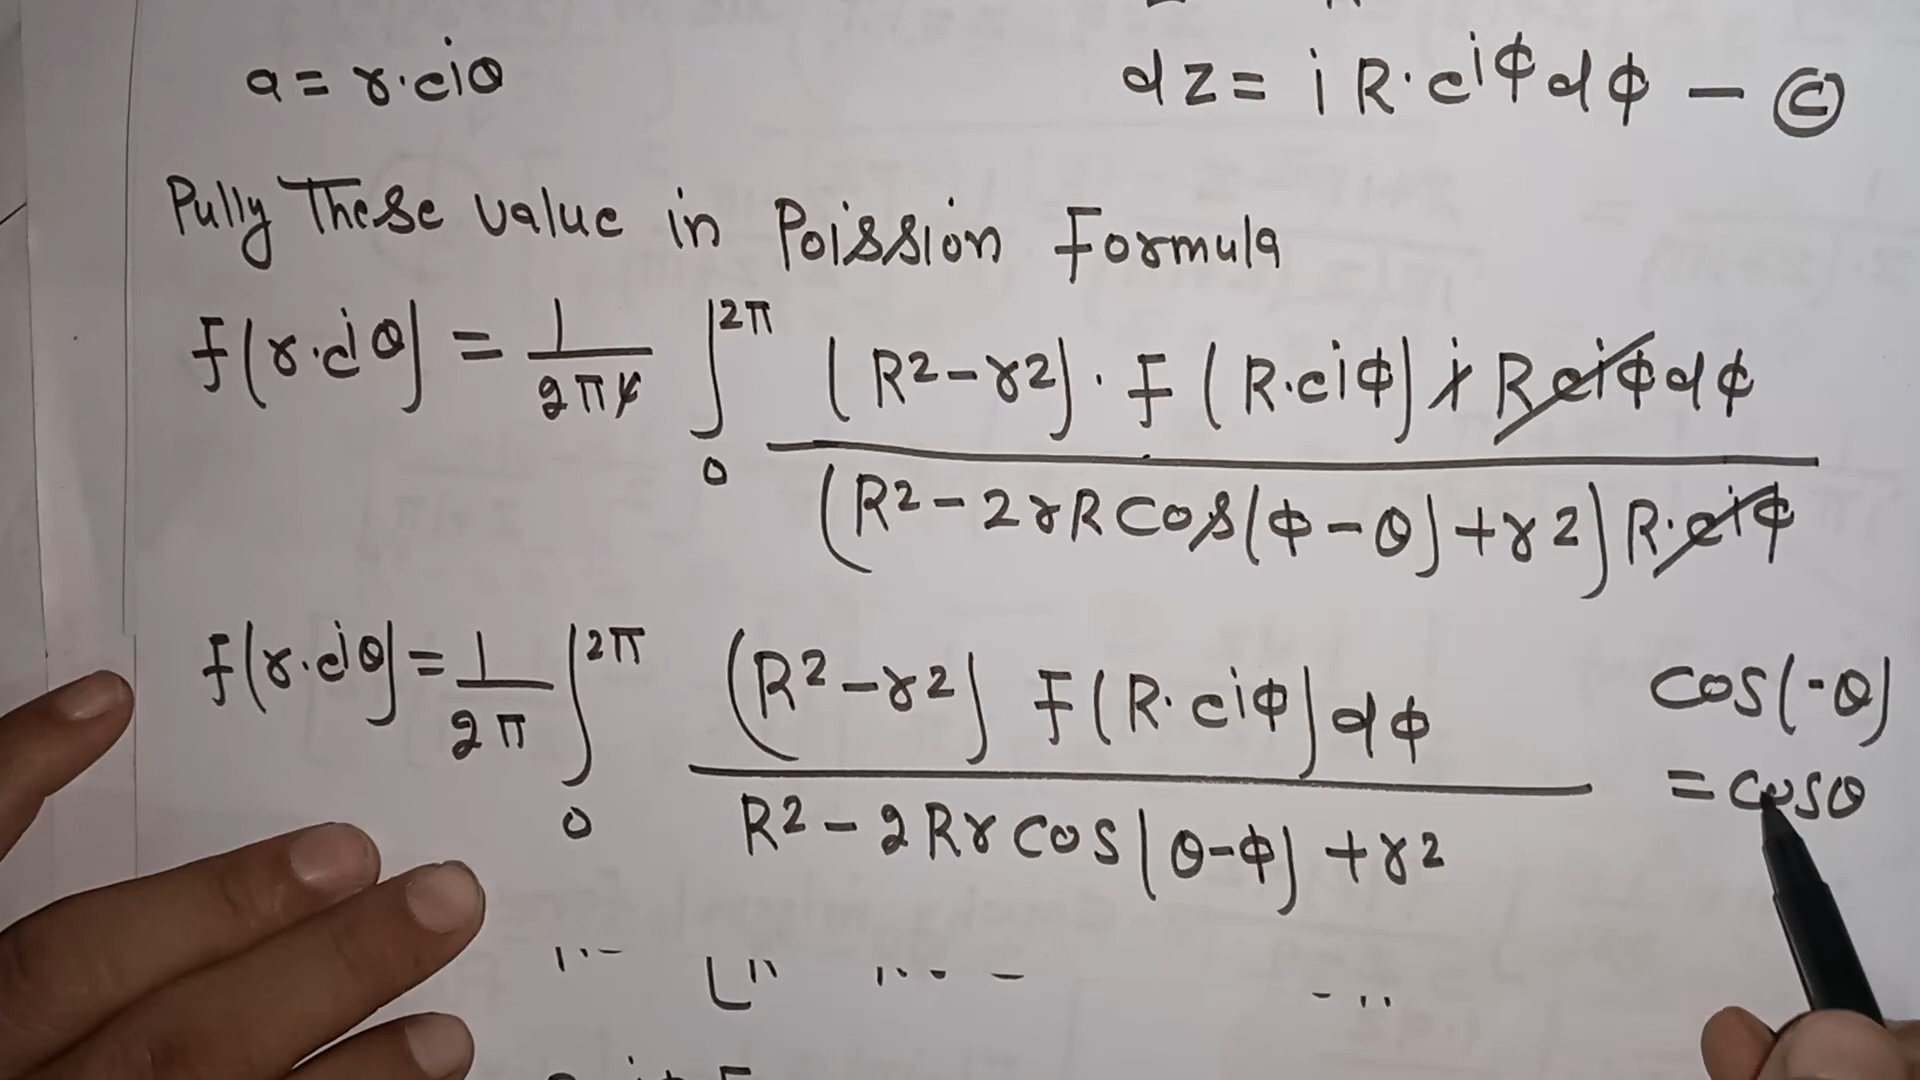 a = r.eiθ
dz = i R.eiΦ dΦ — ©
Pully These value in Poission Formula
F(r.eiθ) = 1/2πi ∫0 2π (R2-r2).F(R.eiΦ) i R eiΦ dΦ
(R2-2rR Cos(Φ-θ)+r2) R.eiΦ
F(r.eiθ) = 1/2π ∫0 2π (R2-r2) F(R.eiΦ) dΦ
R2-2Rr Cos(θ-Φ)+r2
Cos(-θ)
= Cosθ